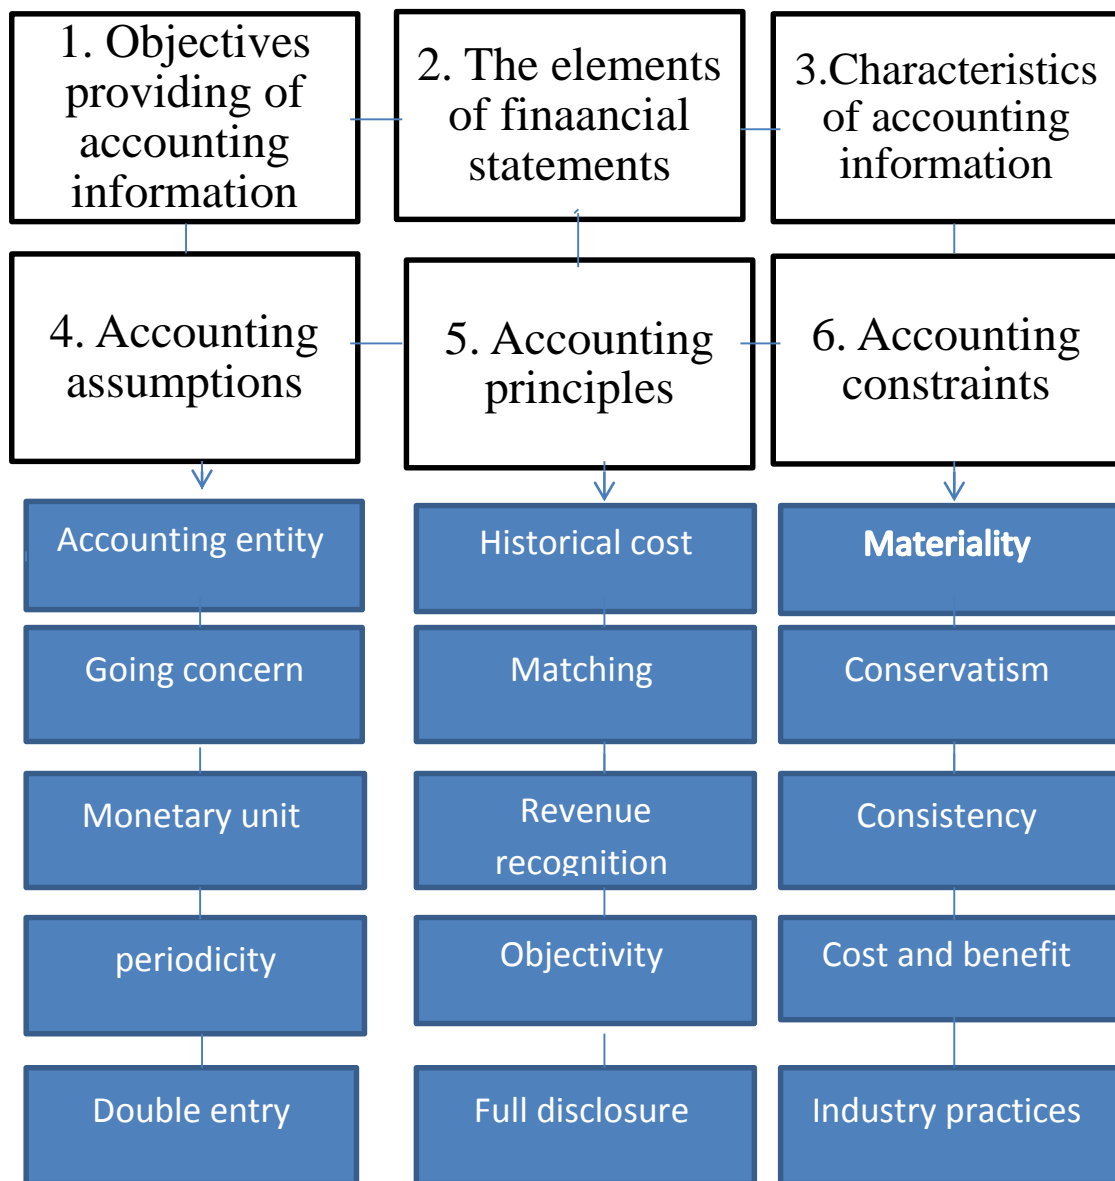 1. Objectives
providing of
accounting
information
2. The elements
of finaancial
statements
3.Characteristics
of accounting
information
4. Accounting
assumptions
5. Accounting
principles
6. Accounting
constraints
Accounting entity
Going concern
Monetary unit
periodicity
Double entry
Historical cost
Matching
Revenue
recognition
Objectivity
Full disclosure
Materiality
Conservatism
Consistency
Cost and benefit
Industry practices